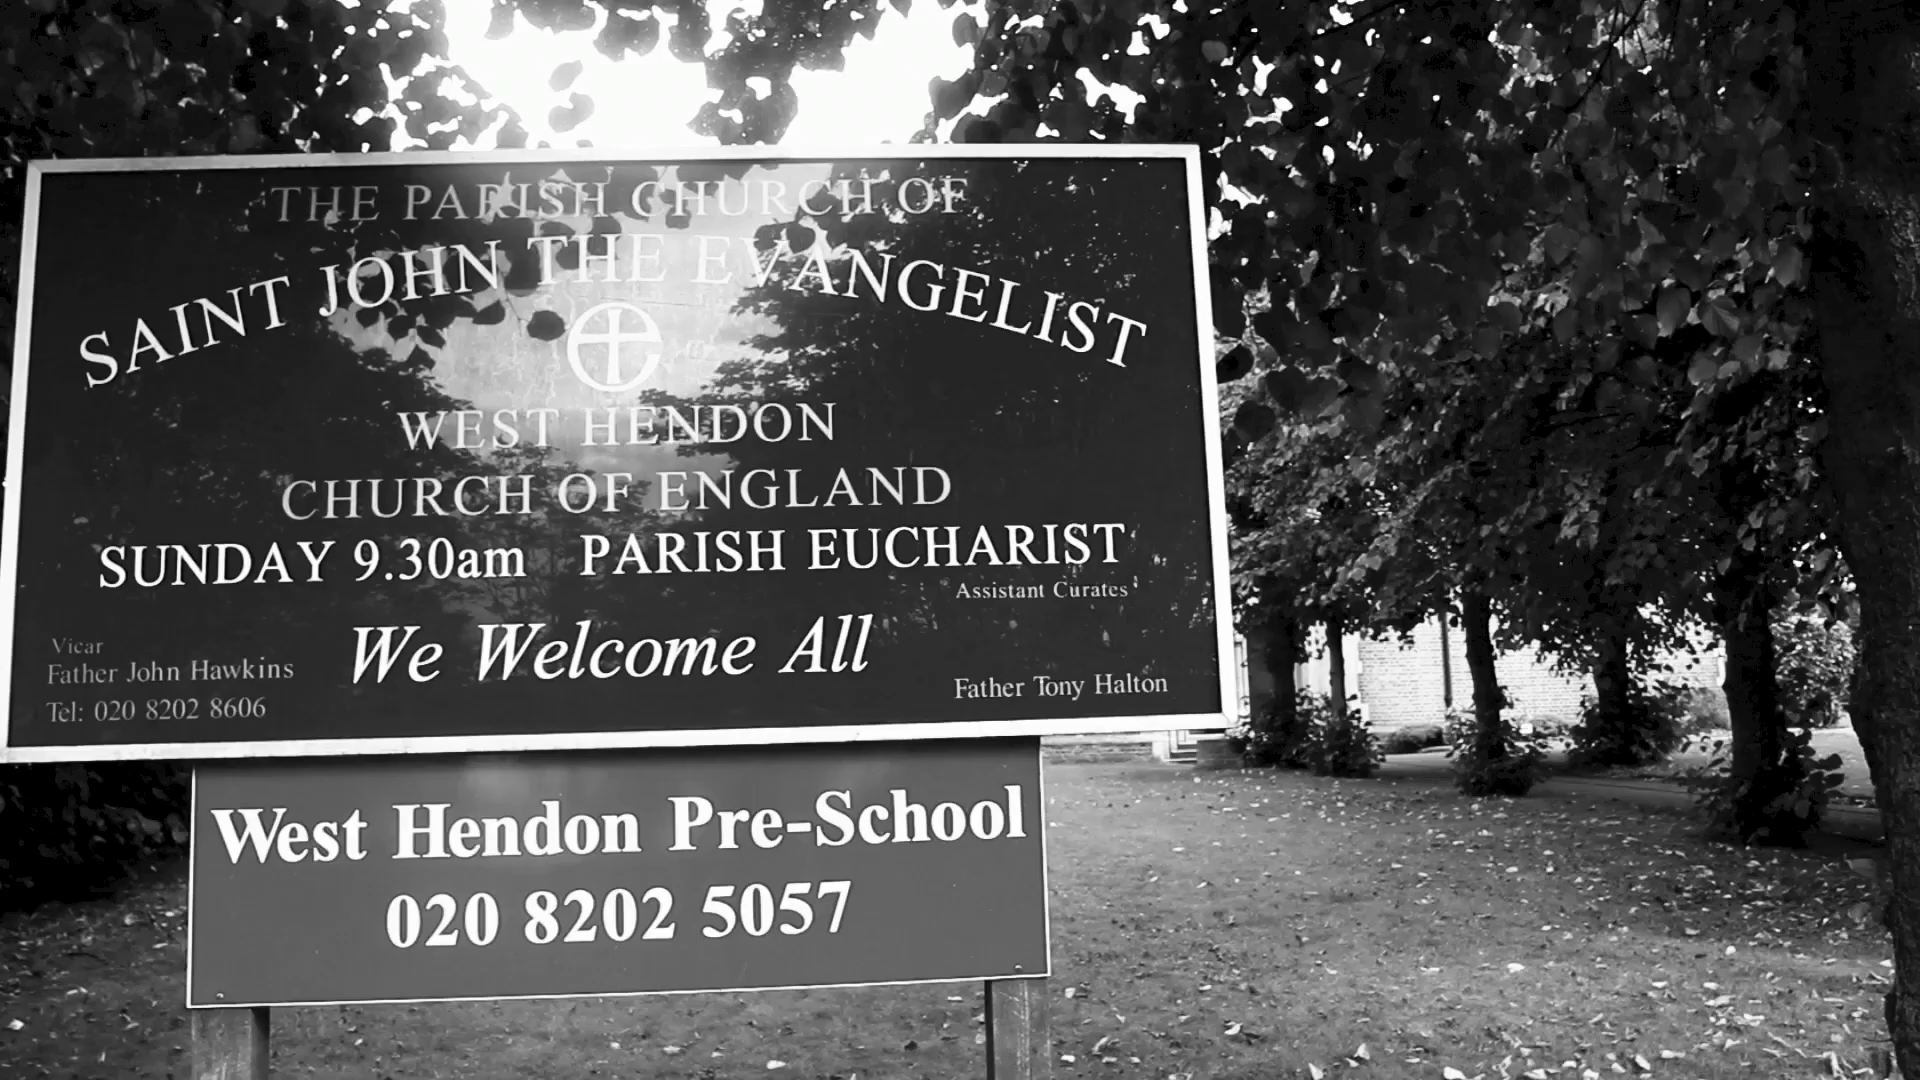 THE PARISH CHURCH OF
SAINT JOHN THE EVANGELIST
WEST HENDON
CHURCH OF ENGLAND
SUNDAY 9.30am PARISH EUCHARIST
Assistant Curates
We Welcome All
Vicar
Father John Hawkins
Tel: 020 8202 8606
Father Tony Halton
West Hendon Pre-School
020 8202 5057